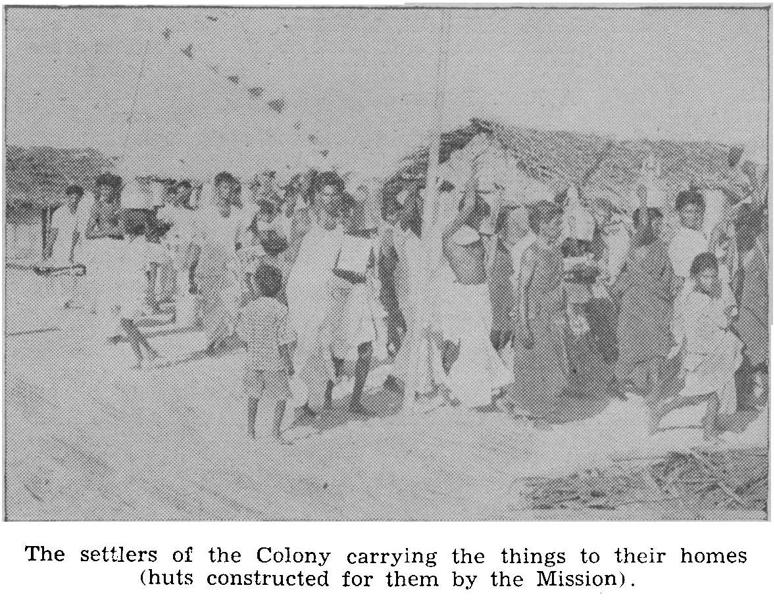 The settlers of the Colony carrying the things to their homes
(huts constructed for them by the Mission).